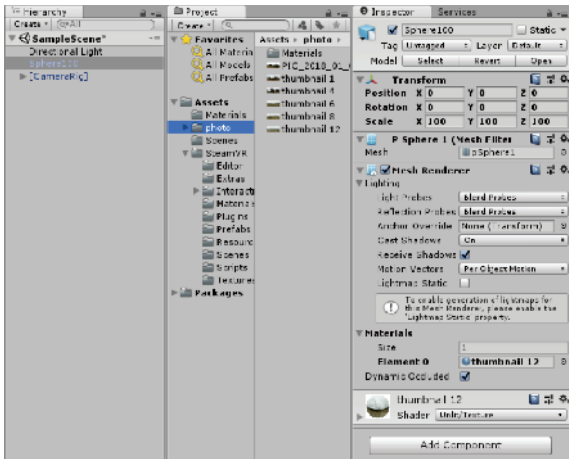 Hierarchy
Create
All
SampleScene*
Directional Light
Sphere100
[CameraRig]
Project
Create
Favorites
All Materia
All Models
All Prefabs
Assets
Materials
photo
Scenes
SteamVR
Editor
Extras
Interacti
Material
Plugins
Prefabs
Resourc
Scenes
Scripts
Textures
Packages
Assets photo
Materials
thumbnail 1
thumbnail 4
thumbnail 6
thumbnail 8
thumbnail 12
Inspector Services
Sphere100 Static
Tag Untagged Layer Default
Model Select Revert Open
Transform
Position X 0 Y 0 Z 0
Rotation X 0 Y 0 Z 0
Scale X 100 Y 100 Z 100
P Sphere 1 (Mesh Filter
Mesh pSphere1
Mesh Renderer
Lighting
Light Probes Blend Probes
Reflection Probes Blend Probes
Anchor Override None (Transform)
Cast Shadows On
Receive Shadows
Motion Vectors Per Object Motion
Lightmap Static
To enable generation of lightmaps for
this Mesh Renderer, please enable the
'Lightmap Static' property.
Materials
Size 1
Element 0 thumbnail 12
Dynamic Occluded
thumbnail 12
Shader Unlit/Texture
Add Component